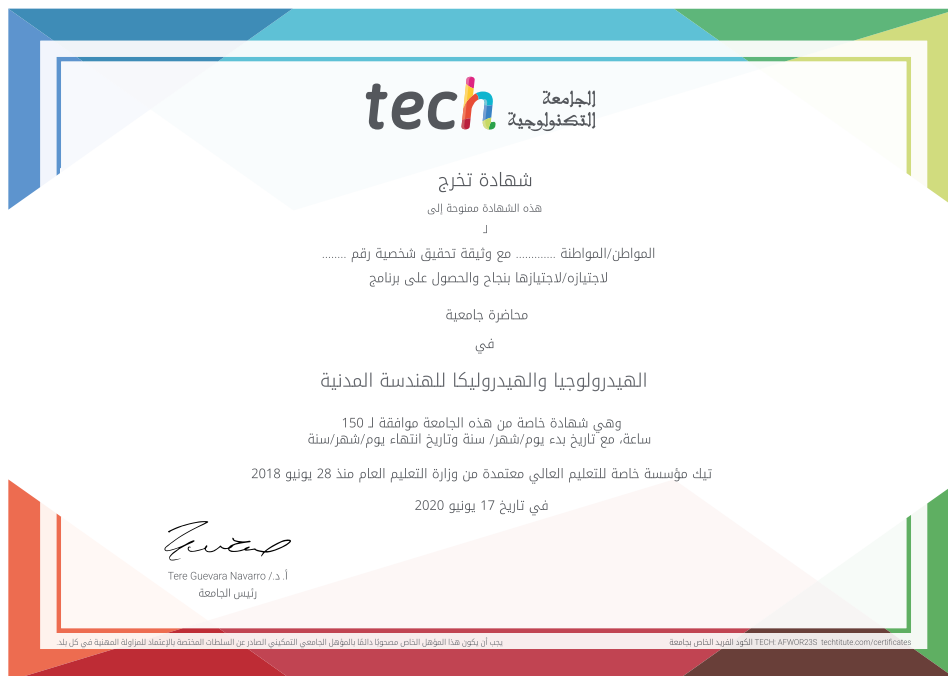 tech الجامعة
التكنولوجية
شهادة تخرج
هذه الشهادة ممنوحة إلى
لـ
المواطن/المواطنة ............ مع وثيقة تحقيق شخصية رقم ........
لاجتيازه/لاجتيازها بنجاح والحصول على برنامج
محاضرة جامعية
في
الهيدرولوجيا والهيدروليكا للهندسة المدنية
وهي شهادة خاصة من هذه الجامعة موافقة لـ 150
ساعة، مع تاريخ بدء يوم/شهر/ سنة وتاريخ انتهاء يوم/شهر/سنة
تيك مؤسسة خاصة للتعليم العالي معتمدة من وزارة التعليم العام منذ 28 يونيو 2018
في تاريخ 17 يونيو 2020
أ. د./ Tere Guevara Navarro
رئيس الجامعة
يجب أن يكون هذا المؤهل الخاص مصحوبًا دائمًا بالمؤهل الجامعي التمكيني الصادر عن السلطات المختصة بالإعتماد للمزاولة المهنية في كل بلد.
الكود الفريد الخاص بجامعة TECH: AFWOR23S techtitute.com/certificates